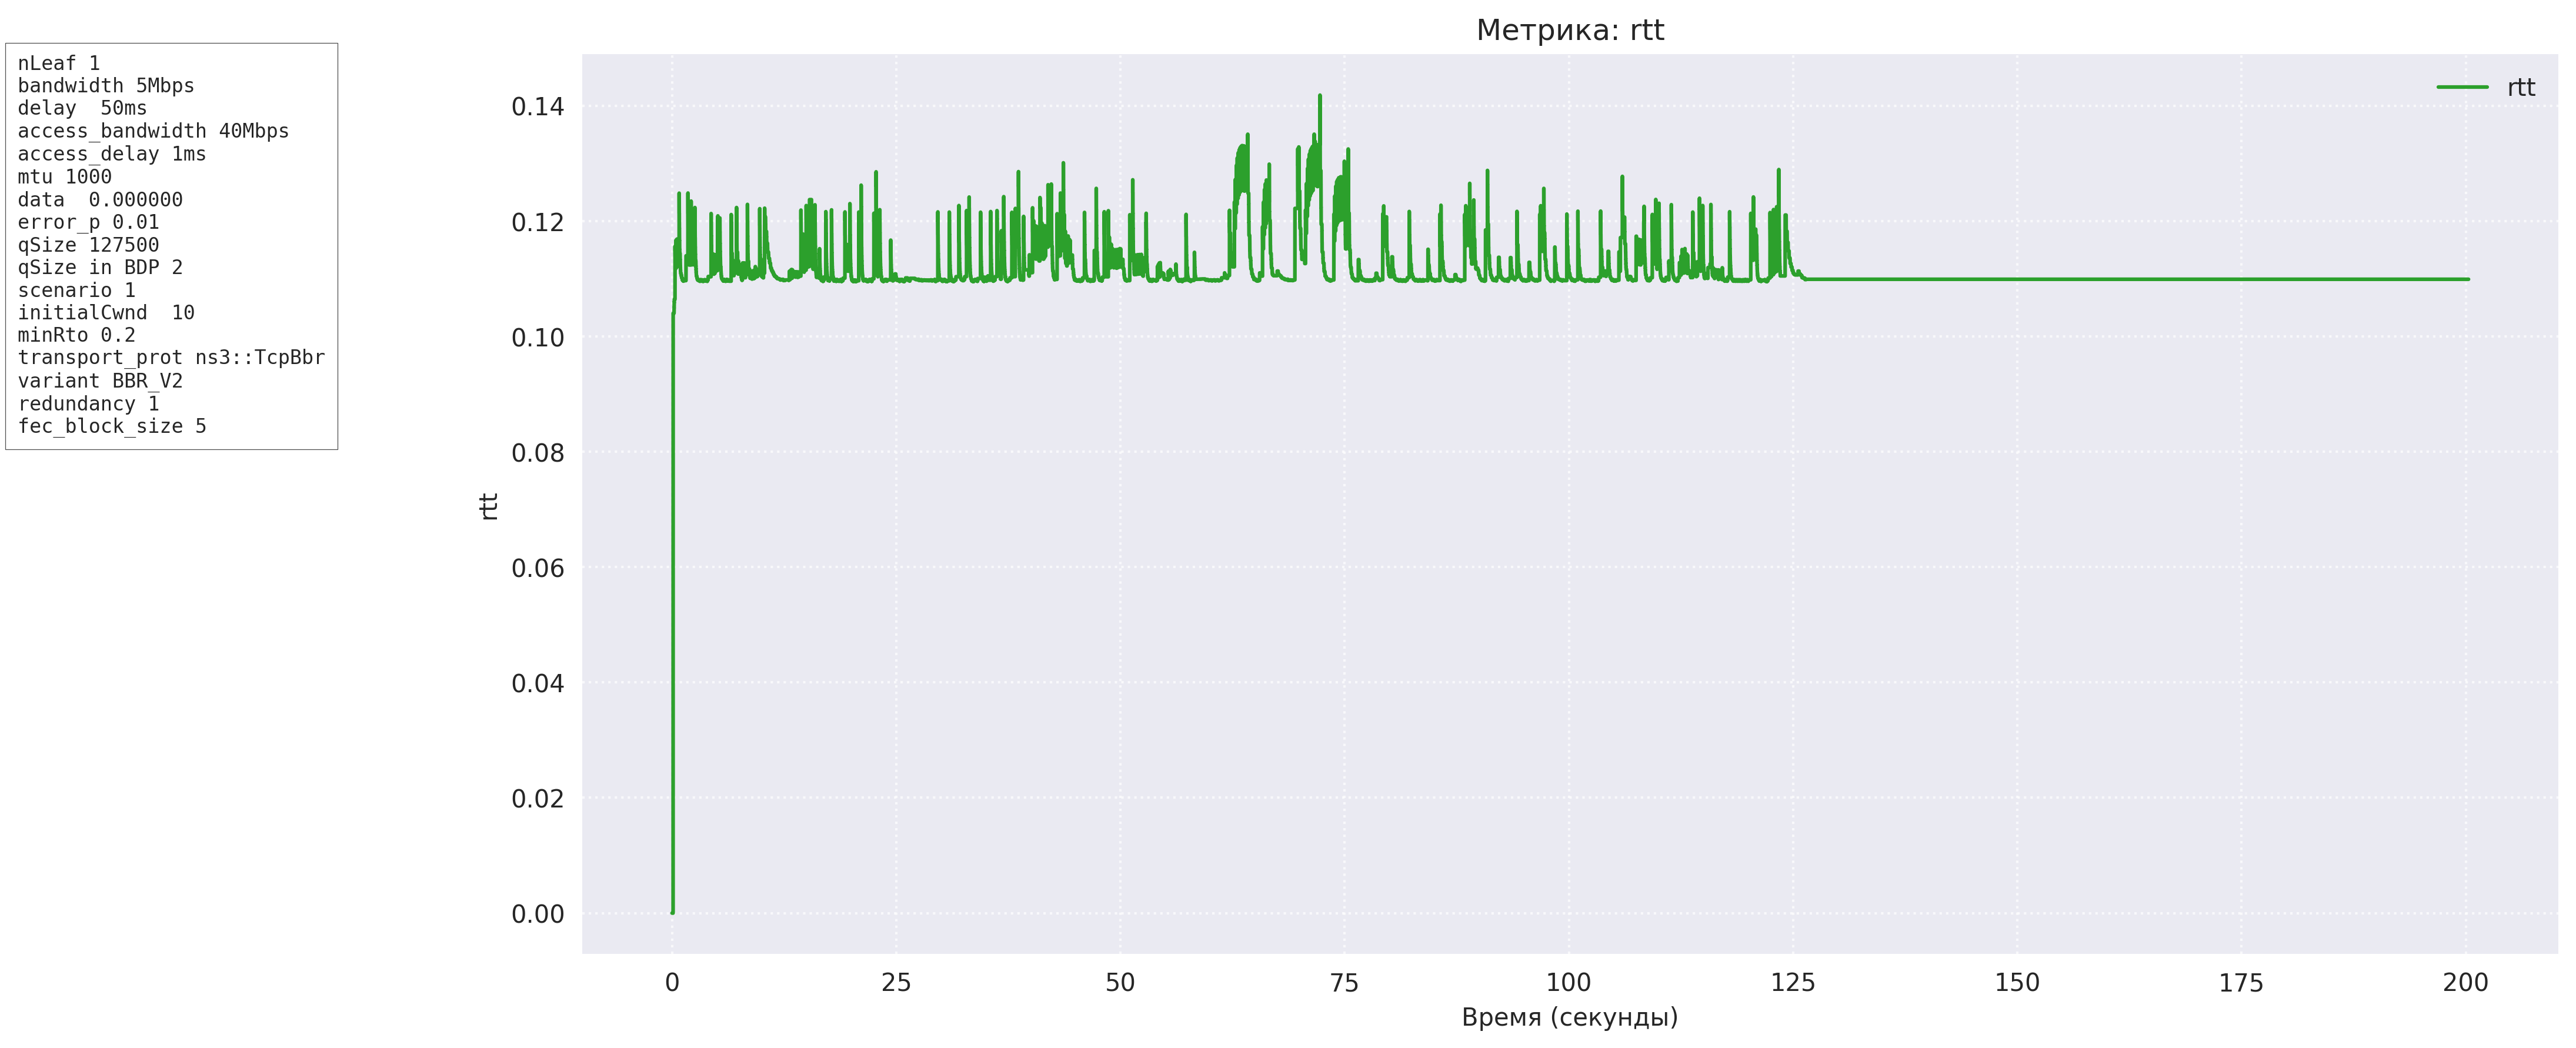 Метрика: rtt
nLeaf 1
bandwidth 5Mbps
delay  50ms
access_bandwidth 40Mbps
access_delay 1ms
mtu 1000
data  0.000000
error_p 0.01
qSize 127500
qSize in BDP 2
scenario 1
initialCwnd  10
minRto 0.2
transport_prot ns3::TcpBbr
variant BBR_V2
redundancy 1
fec_block_size 5
rtt
0.14
0.12
0.10
0.08
0.06
0.04
0.02
0.00
rtt
0 25 50 75 100 125 150 175 200
Время (секунды)